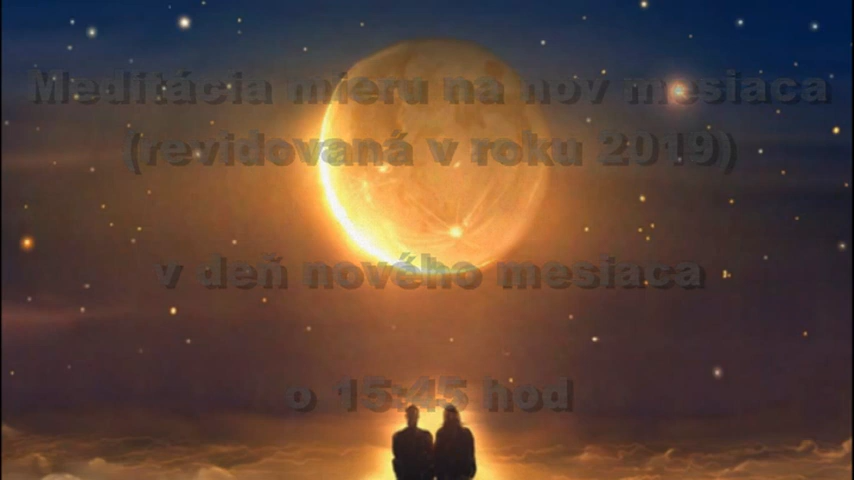 Meditácia mieru na nov mesiaca
(revidovaná v roku 2019)
v deň nového mesiaca
o 15:45 hod